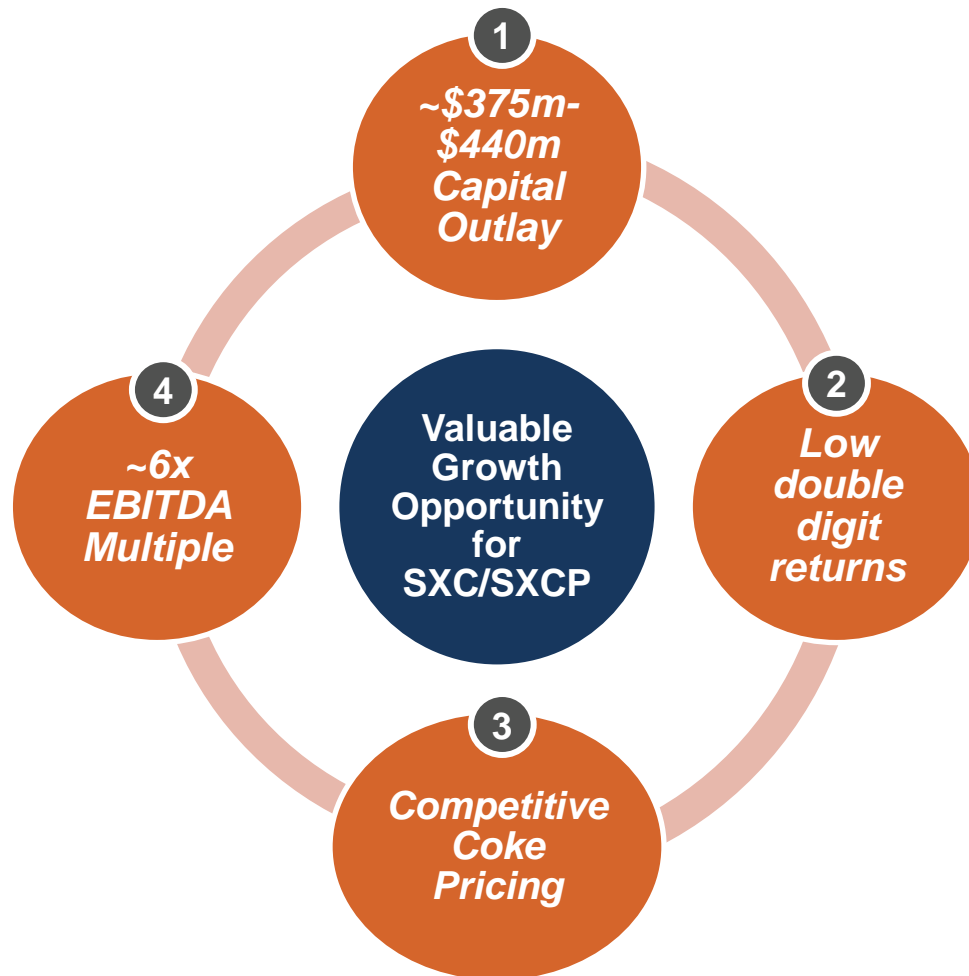 1
~$375m-
$440m
Capital
Outlay
2
Low
double
digit
returns
3
Competitive
Coke
Pricing
4
~6x
EBITDA
Multiple
Valuable
Growth
Opportunity
for
SXC/SXCP